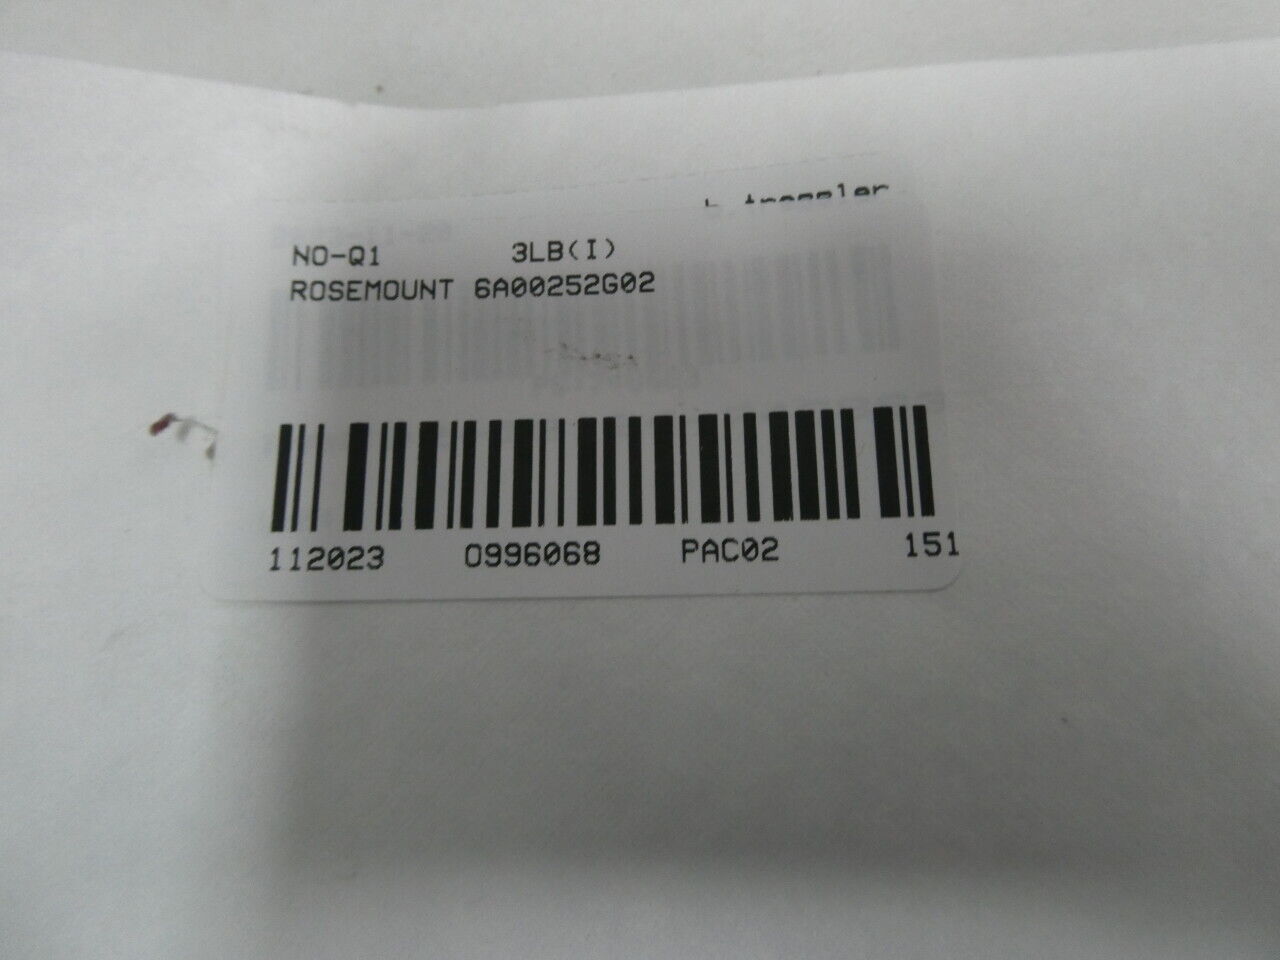 NO-Q1 3LB(I)
ROSEMOUNT 6A00252G02
112023 0996068 PAC02 151